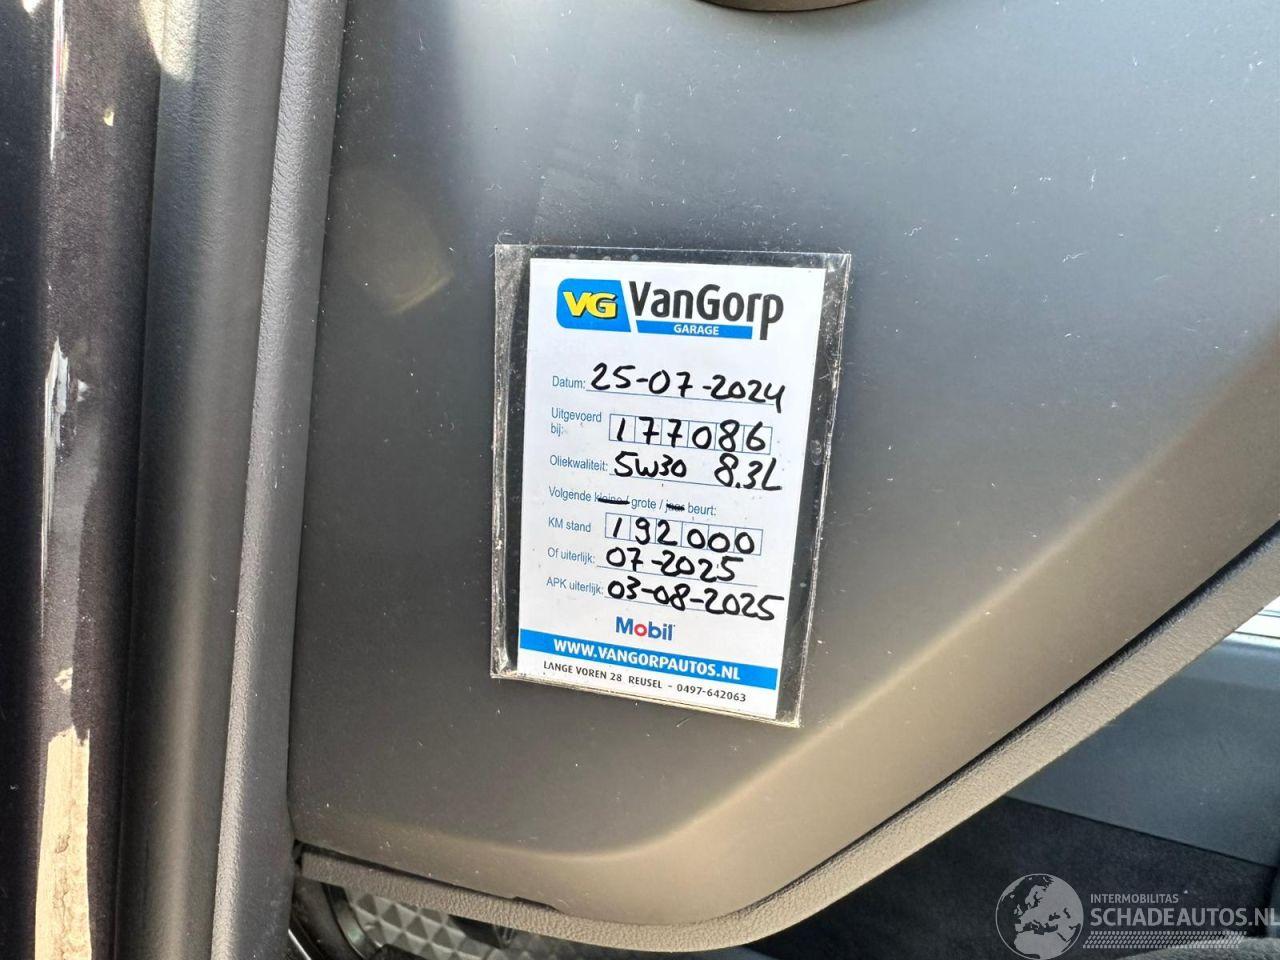 VG VanGorp
GARAGE
Datum: 25-07-2024
Uitgevoerd bij: 177086
Oliekwaliteit: 5W30 8.3L
Volgende kleine / grote / jaar beurt:
KM stand 192000
Of uiterlijk: 07-2025
APK uiterlijk: 03-08-2025
Mobil
WWW.VANGORPAUTOS.NL
LANGE VOREN 28 REUSEL - 0497-642063
INTERMOBILITAS
SCHADEAUTOS.NL